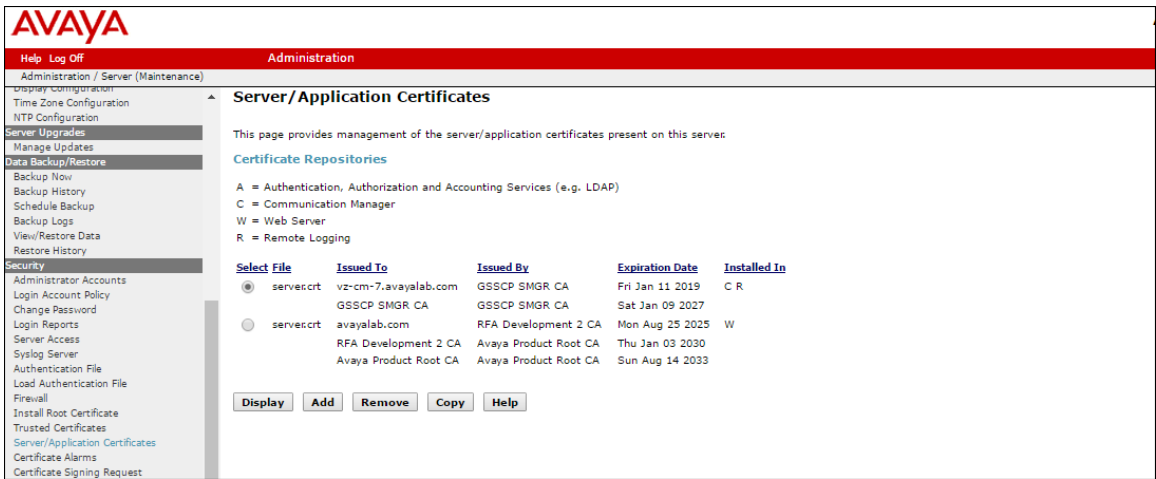 AVAYA
Help Log Off Administration
Administration / Server (Maintenance)
Display Configuration
Time Zone Configuration
NTP Configuration
Server Upgrades
Manage Updates
Data Backup/Restore
Backup Now
Backup History
Schedule Backup
Backup Logs
View/Restore Data
Restore History
Security
Administrator Accounts
Login Account Policy
Change Password
Login Reports
Server Access
Syslog Server
Authentication File
Load Authentication File
Firewall
Install Root Certificate
Trusted Certificates
Server/Application Certificates
Certificate Alarms
Certificate Signing Request
Server/Application Certificates
This page provides management of the server/application certificates present on this server.
Certificate Repositories
A = Authentication, Authorization and Accounting Services (e.g. LDAP)
C = Communication Manager
W = Web Server
R = Remote Logging
Select File Issued To Issued By Expiration Date Installed In
server.crt vz-cm-7.avayalab.com GSSCP SMGR CA Fri Jan 11 2019 C R
GSSCP SMGR CA GSSCP SMGR CA Sat Jan 09 2027
server.crt avayalab.com RFA Development 2 CA Mon Aug 25 2025 W
RFA Development 2 CA Avaya Product Root CA Thu Jan 03 2030
Avaya Product Root CA Avaya Product Root CA Sun Aug 14 2033
Display Add Remove Copy Help